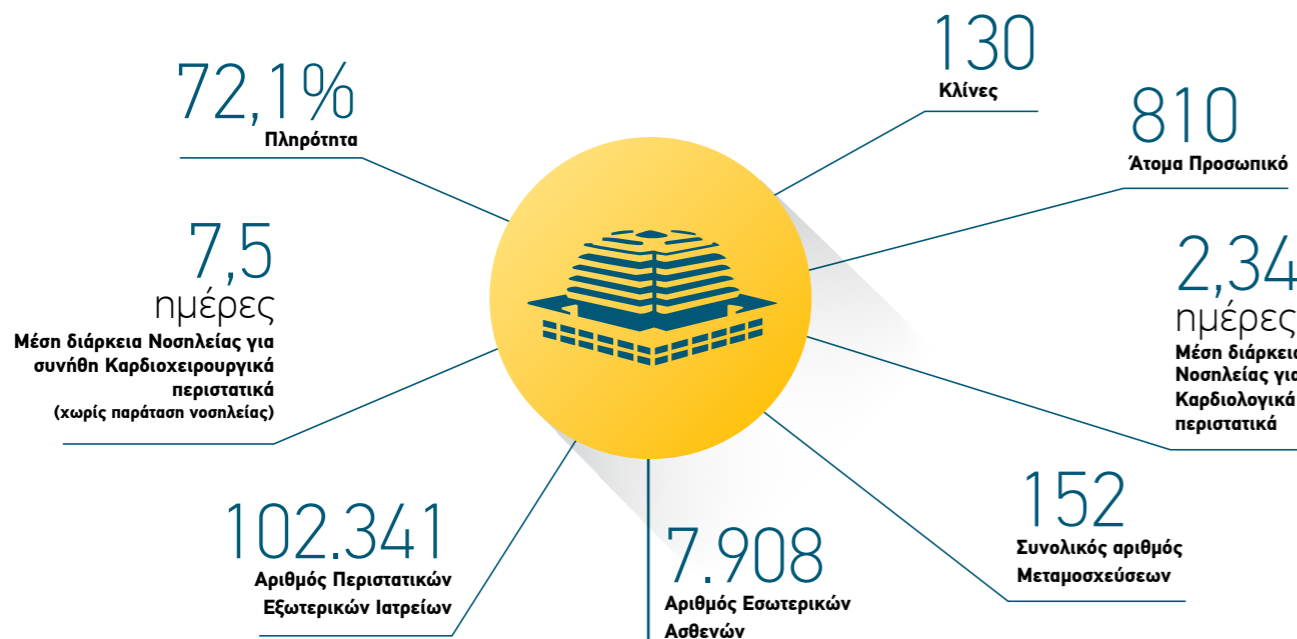 72,1%
Πληρότητα
130
Κλίνες
810
Άτομα Προσωπικό
7,5
ημέρες
Μέση διάρκεια Νοσηλείας για
συνήθη Καρδιοχειρουργικά
περιστατικά
(χωρίς παράταση νοσηλείας)
2,34
ημέρες
Μέση διάρκεια
Νοσηλείας για
Καρδιολογικά
περιστατικά
102.341
Αριθμός Περιστατικών
Εξωτερικών Ιατρείων
7.908
Αριθμός Εσωτερικών
Ασθενών
152
Συνολικός αριθμός
Μεταμοσχεύσεων